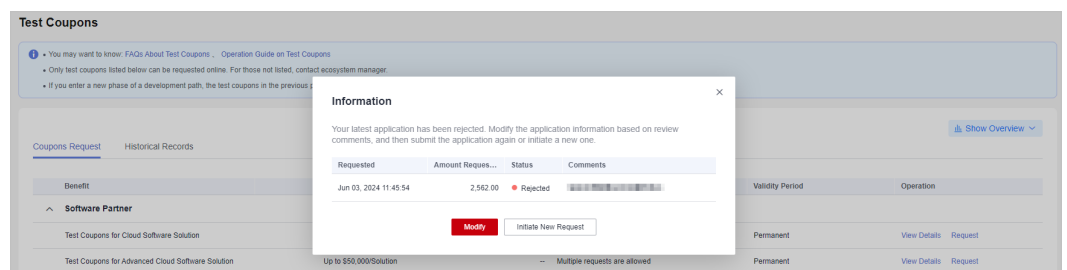 Test Coupons
• You may want to know: FAQs About Test Coupons 、 Operation Guide on Test Coupons
• Only test coupons listed below can be requested online. For those not listed, contact ecosystem manager.
• If you enter a new phase of a development path, the test coupons in the previous
Information
Your latest application has been rejected. Modify the application information based on review
comments, and then submit the application again or initiate a new one.
Show Overview
Coupons Request Historical Records
Requested Amount Reques... Status Comments
Jun 03, 2024 11:45:54 2,562.00 Rejected
Benefit Validity Period Operation
Software Partner
Modify Initiate New Request
Test Coupons for Cloud Software Solution Permanent View Details Request
Test Coupons for Advanced Cloud Software Solution Up to $50,000/Solution -- Multiple requests are allowed Permanent View Details Request